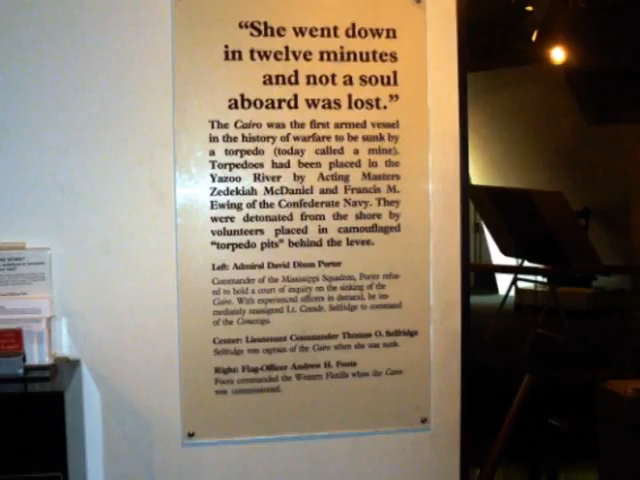 “She went down
in twelve minutes
and not a soul
aboard was lost.”
The Cairo was the first armed vessel
in the history of warfare to be sunk by
a torpedo (today called a mine).
Torpedoes had been placed in the
Yazoo River by Acting Masters
Zedekiah McDaniel and Francis M.
Ewing of the Confederate Navy. They
were detonated from the shore by
volunteers placed in camouflaged
“torpedo pits” behind the levee.
Left: Admiral David Dixon Porter
Commander of the Mississippi Squadron, Porter refus-
ed to hold a court of inquiry on the sinking of the
Cairo. With experienced officers in demand, he im-
mediately reassigned Lt. Comdr. Selfridge to command
of the Conestoga.
Center: Lieutenant Commander Thomas O. Selfridge
Selfridge was captain of the Cairo when she was sunk.
Right: Flag-Officer Andrew H. Foote
Foote commanded the Western Flotilla when the Cairo
was commissioned.